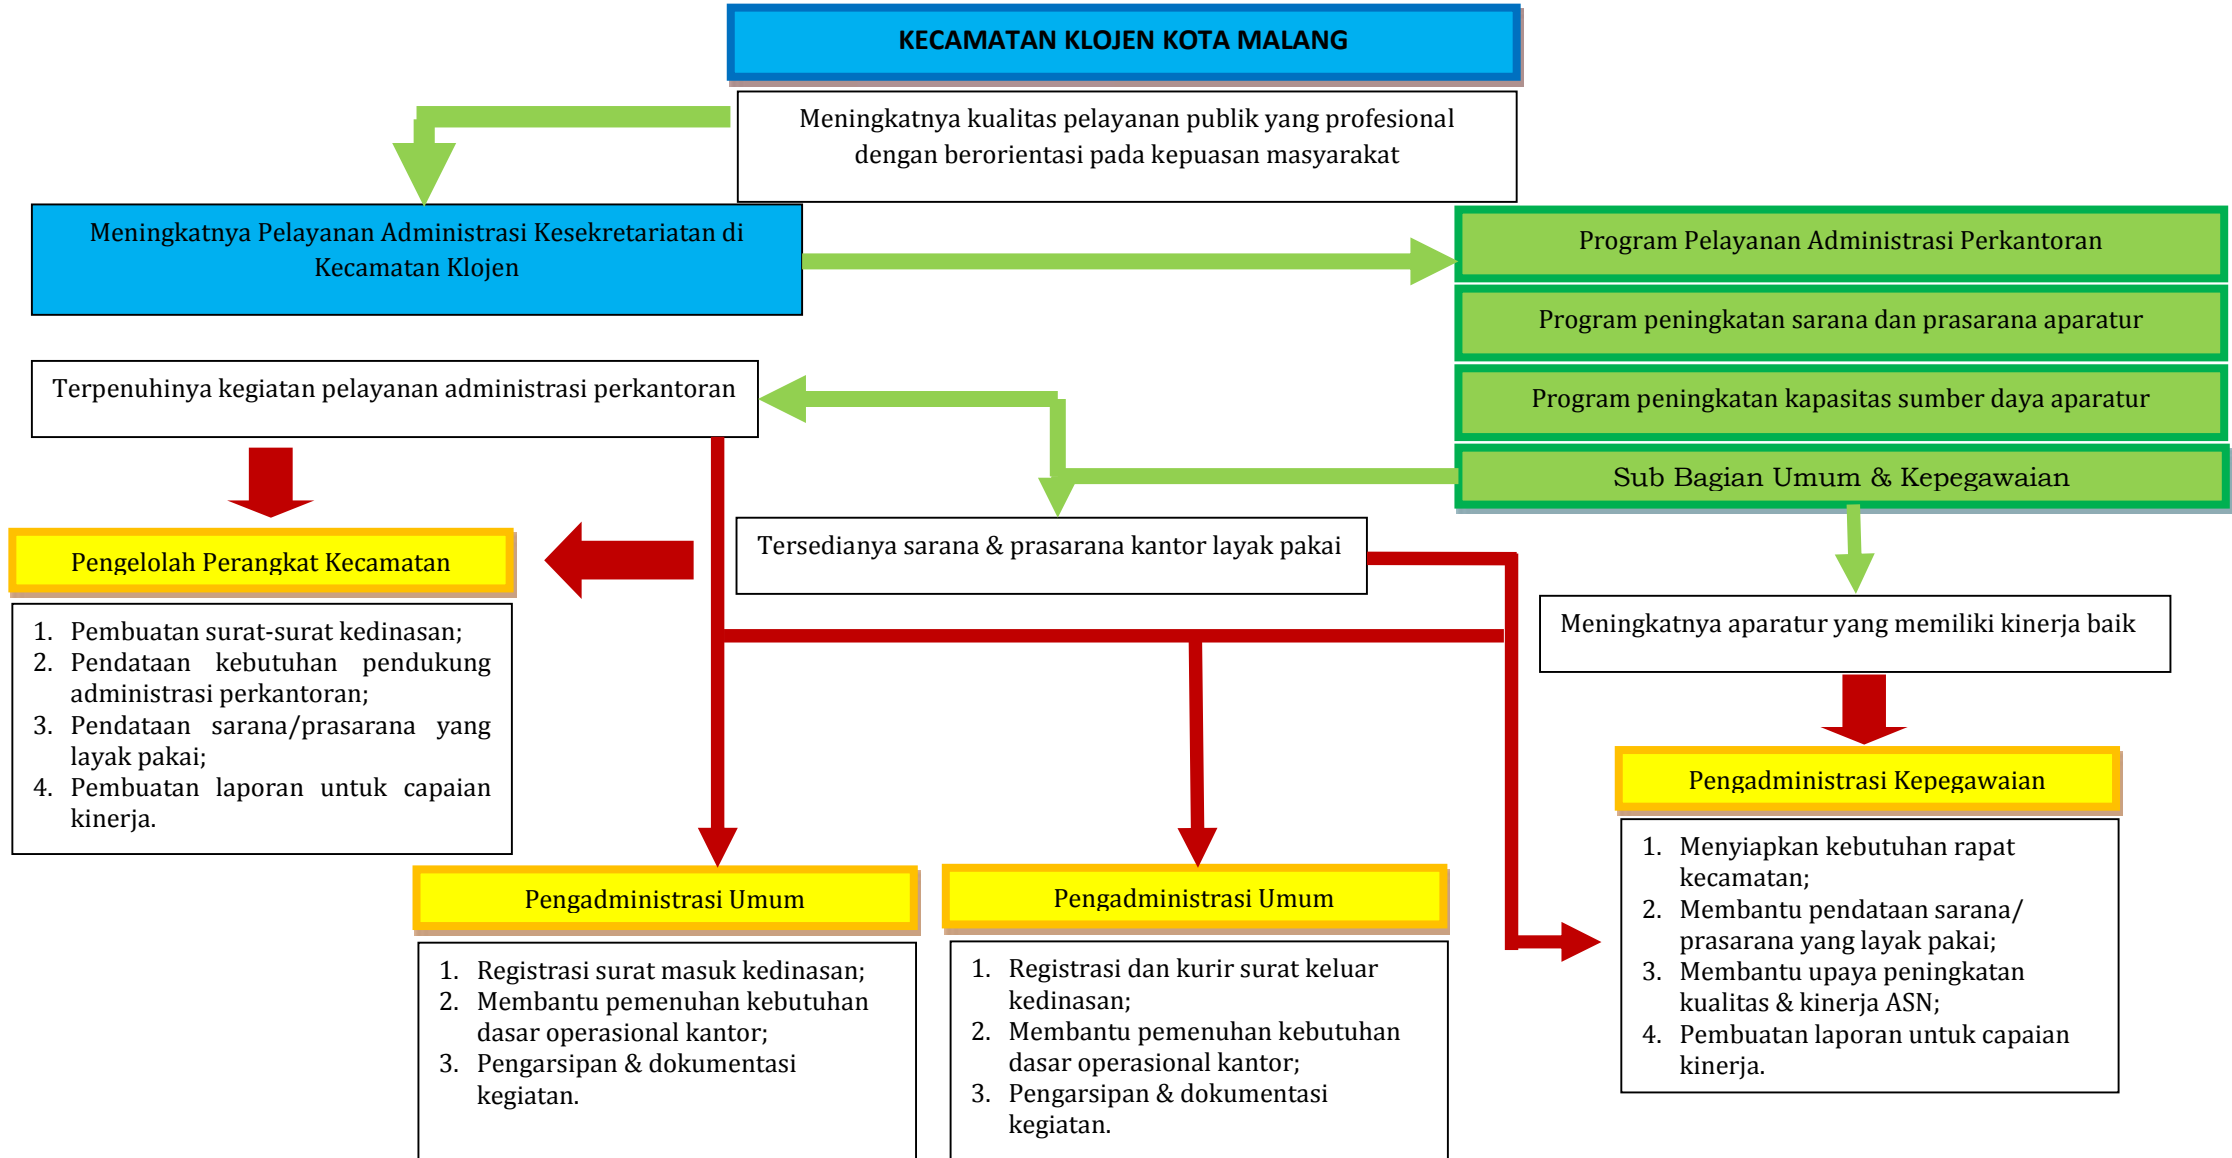 KECAMATAN KLOJEN KOTA MALANG
Meningkatnya kualitas pelayanan publik yang profesional
dengan berorientasi pada kepuasan masyarakat
Meningkatnya Pelayanan Administrasi Kesekretariatan di
Kecamatan Klojen
Program Pelayanan Administrasi Perkantoran
Program peningkatan sarana dan prasarana aparatur
Program peningkatan kapasitas sumber daya aparatur
Sub Bagian Umum & Kepegawaian
Terpenuhinya kegiatan pelayanan administrasi perkantoran
Tersedianya sarana & prasarana kantor layak pakai
Meningkatnya aparatur yang memiliki kinerja baik
Pengelolah Perangkat Kecamatan
1. Pembuatan surat-surat kedinasan;
2. Pendataan kebutuhan pendukung
administrasi perkantoran;
3. Pendataan sarana/prasarana yang
layak pakai;
4. Pembuatan laporan untuk capaian
kinerja.
Pengadministrasi Umum
1. Registrasi surat masuk kedinasan;
2. Membantu pemenuhan kebutuhan
dasar operasional kantor;
3. Pengarsipan & dokumentasi
kegiatan.
Pengadministrasi Umum
1. Registrasi dan kurir surat keluar
kedinasan;
2. Membantu pemenuhan kebutuhan
dasar operasional kantor;
3. Pengarsipan & dokumentasi
kegiatan.
Pengadministrasi Kepegawaian
1. Menyiapkan kebutuhan rapat
kecamatan;
2. Membantu pendataan sarana/
prasarana yang layak pakai;
3. Membantu upaya peningkatan
kualitas & kinerja ASN;
4. Pembuatan laporan untuk capaian
kinerja.